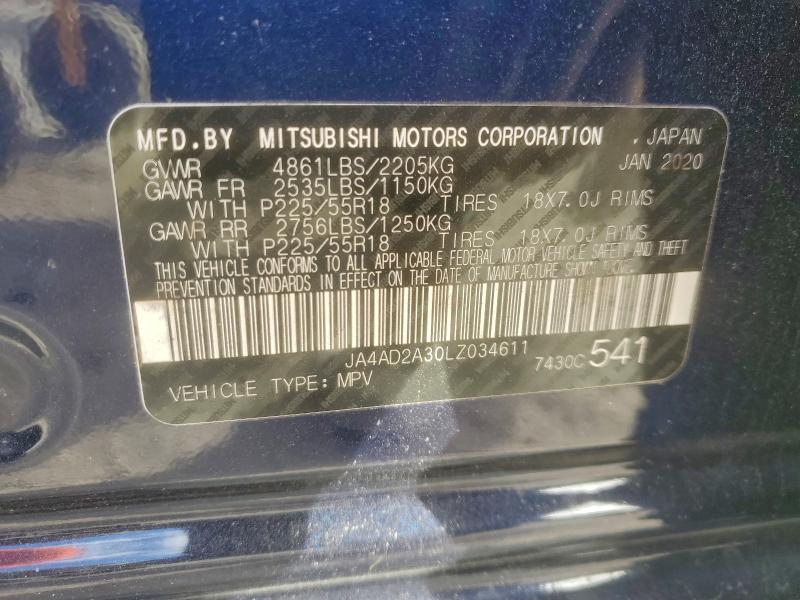 MFD.BY MITSUBISHI MOTORS CORPORATION , JAPAN
GVWR 4861LBS/2205KG JAN 2020
GAWR FR 2535LBS/1150KG
WITH P225/55R18 TIRES 18X7.0J RIMS
GAWR RR 2756LBS/1250KG
WITH P225/55R18 TIRES 18X7.0J RIMS
THIS VEHICLE CONFORMS TO ALL APPLICABLE FEDERAL MOTOR VEHICLE SAFETY AND THEFT
PREVENTION STANDARDS IN EFFECT ON THE DATE OF MANUFACTURE SHOWN ABOVE.
JA4AD2A30LZ034611 7430C 541
VEHICLE TYPE: MPV